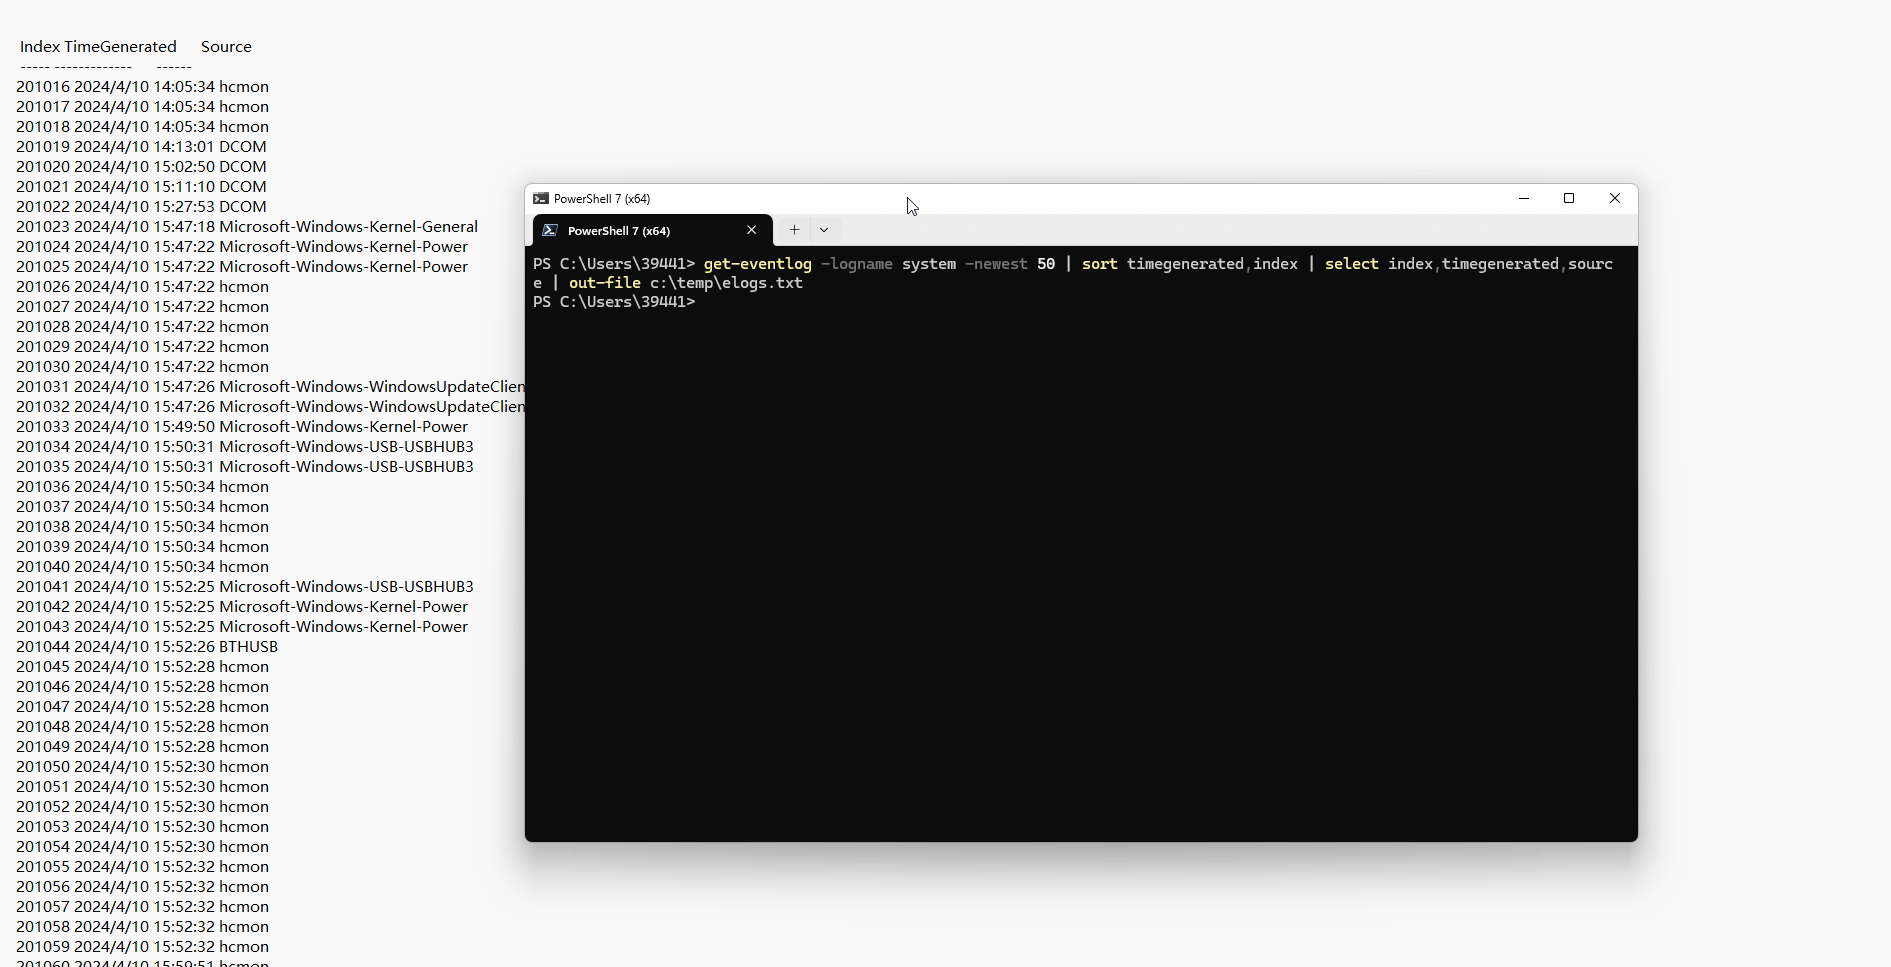 Index TimeGenerated Source
----- ------------- ------
201016 2024/4/10 14:05:34 hcmon
201017 2024/4/10 14:05:34 hcmon
201018 2024/4/10 14:05:34 hcmon
201019 2024/4/10 14:13:01 DCOM
201020 2024/4/10 15:02:50 DCOM
201021 2024/4/10 15:11:10 DCOM
201022 2024/4/10 15:27:53 DCOM
201023 2024/4/10 15:47:18 Microsoft-Windows-Kernel-General
201024 2024/4/10 15:47:22 Microsoft-Windows-Kernel-Power
201025 2024/4/10 15:47:22 Microsoft-Windows-Kernel-Power
201026 2024/4/10 15:47:22 hcmon
201027 2024/4/10 15:47:22 hcmon
201028 2024/4/10 15:47:22 hcmon
201029 2024/4/10 15:47:22 hcmon
201030 2024/4/10 15:47:22 hcmon
201031 2024/4/10 15:47:26 Microsoft-Windows-WindowsUpdateClien
201032 2024/4/10 15:47:26 Microsoft-Windows-WindowsUpdateClien
201033 2024/4/10 15:49:50 Microsoft-Windows-Kernel-Power
201034 2024/4/10 15:50:31 Microsoft-Windows-USB-USBHUB3
201035 2024/4/10 15:50:31 Microsoft-Windows-USB-USBHUB3
201036 2024/4/10 15:50:34 hcmon
201037 2024/4/10 15:50:34 hcmon
201038 2024/4/10 15:50:34 hcmon
201039 2024/4/10 15:50:34 hcmon
201040 2024/4/10 15:50:34 hcmon
201041 2024/4/10 15:52:25 Microsoft-Windows-USB-USBHUB3
201042 2024/4/10 15:52:25 Microsoft-Windows-Kernel-Power
201043 2024/4/10 15:52:25 Microsoft-Windows-Kernel-Power
201044 2024/4/10 15:52:26 BTHUSB
201045 2024/4/10 15:52:28 hcmon
201046 2024/4/10 15:52:28 hcmon
201047 2024/4/10 15:52:28 hcmon
201048 2024/4/10 15:52:28 hcmon
201049 2024/4/10 15:52:28 hcmon
201050 2024/4/10 15:52:30 hcmon
201051 2024/4/10 15:52:30 hcmon
201052 2024/4/10 15:52:30 hcmon
201053 2024/4/10 15:52:30 hcmon
201054 2024/4/10 15:52:30 hcmon
201055 2024/4/10 15:52:32 hcmon
201056 2024/4/10 15:52:32 hcmon
201057 2024/4/10 15:52:32 hcmon
201058 2024/4/10 15:52:32 hcmon
201059 2024/4/10 15:52:32 hcmon
201060 2024/4/10 15:59:51 hcmon
PowerShell 7 (x64)
PowerShell 7 (x64)
PS C:\Users\39441> get-eventlog -logname system -newest 50 | sort timegenerated,index | select index,timegenerated,sourc
e | out-file c:\temp\elogs.txt
PS C:\Users\39441>